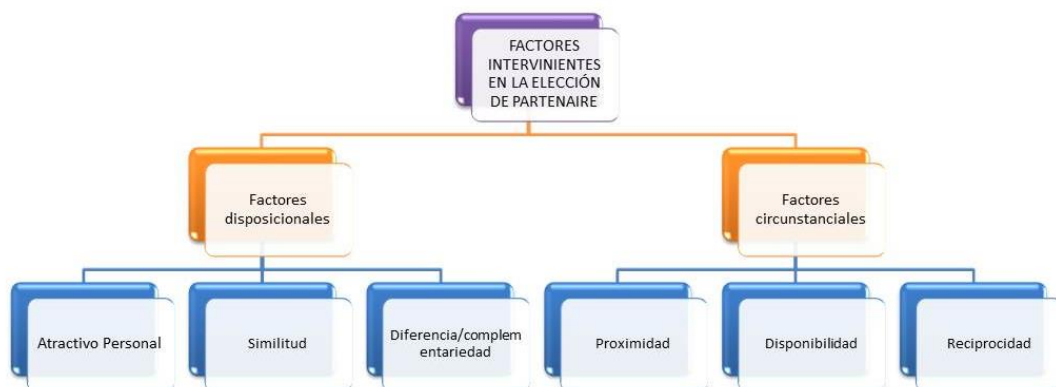 FACTORES
INTERVINIENTES
EN LA ELECCIÓN
DE PARTENAIRE
Factores
disposicionales
Factores
circunstanciales
Atractivo Personal
Similitud
Diferencia/complem
entariedad
Proximidad
Disponibilidad
Reciprocidad